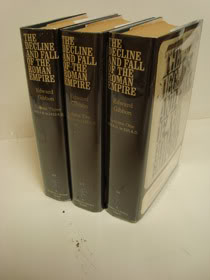 THE
DECLINE
AND FALL
OF THE
ROMAN
EMPIRE
Edward
Gibbon
THE
DECLINE
AND FALL
OF THE
ROMAN
EMPIRE
Edward
Gibbon
THE
DECLINE
AND FALL
OF THE
ROMAN
EMPIRE
Edward
Gibbon